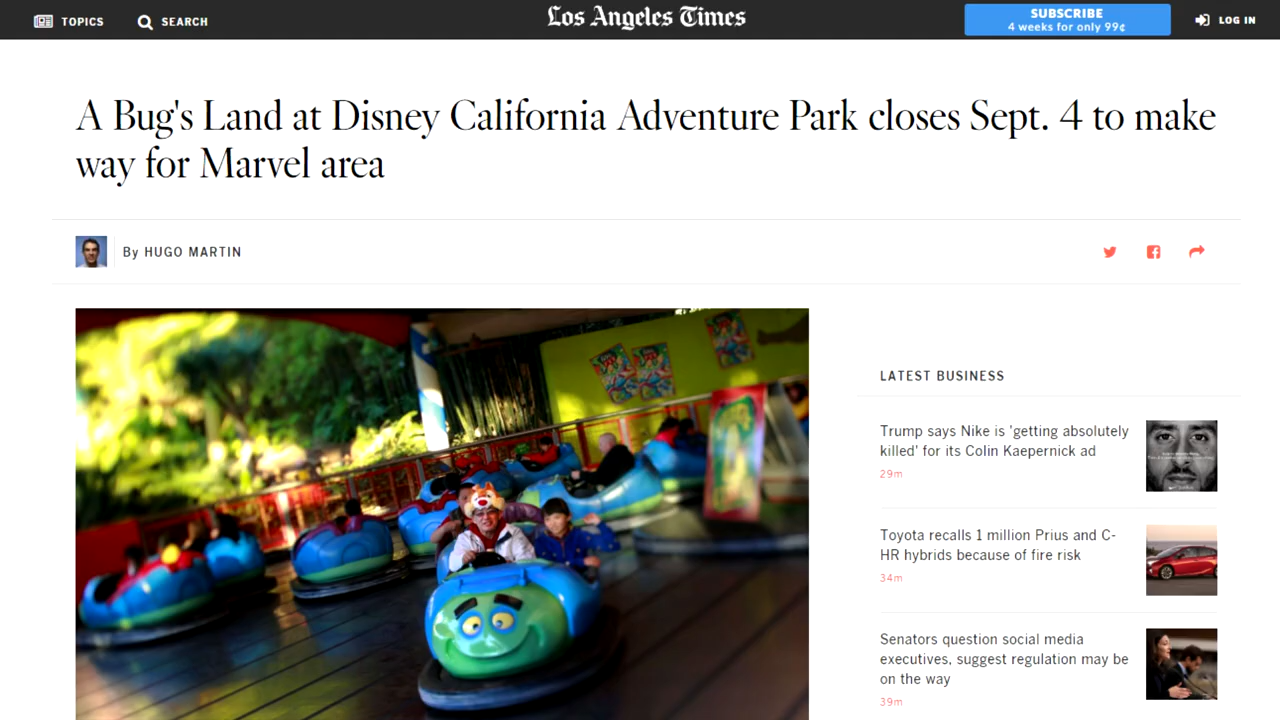 TOPICS
SEARCH
Los Angeles Times
SUBSCRIBE
4 weeks for only 99¢
LOG IN
A Bug's Land at Disney California Adventure Park closes Sept. 4 to make
way for Marvel area
By HUGO MARTIN
LATEST BUSINESS
Trump says Nike is 'getting absolutely
killed' for its Colin Kaepernick ad
29m
Toyota recalls 1 million Prius and C-
HR hybrids because of fire risk
34m
Senators question social media
executives, suggest regulation may be
on the way
39m